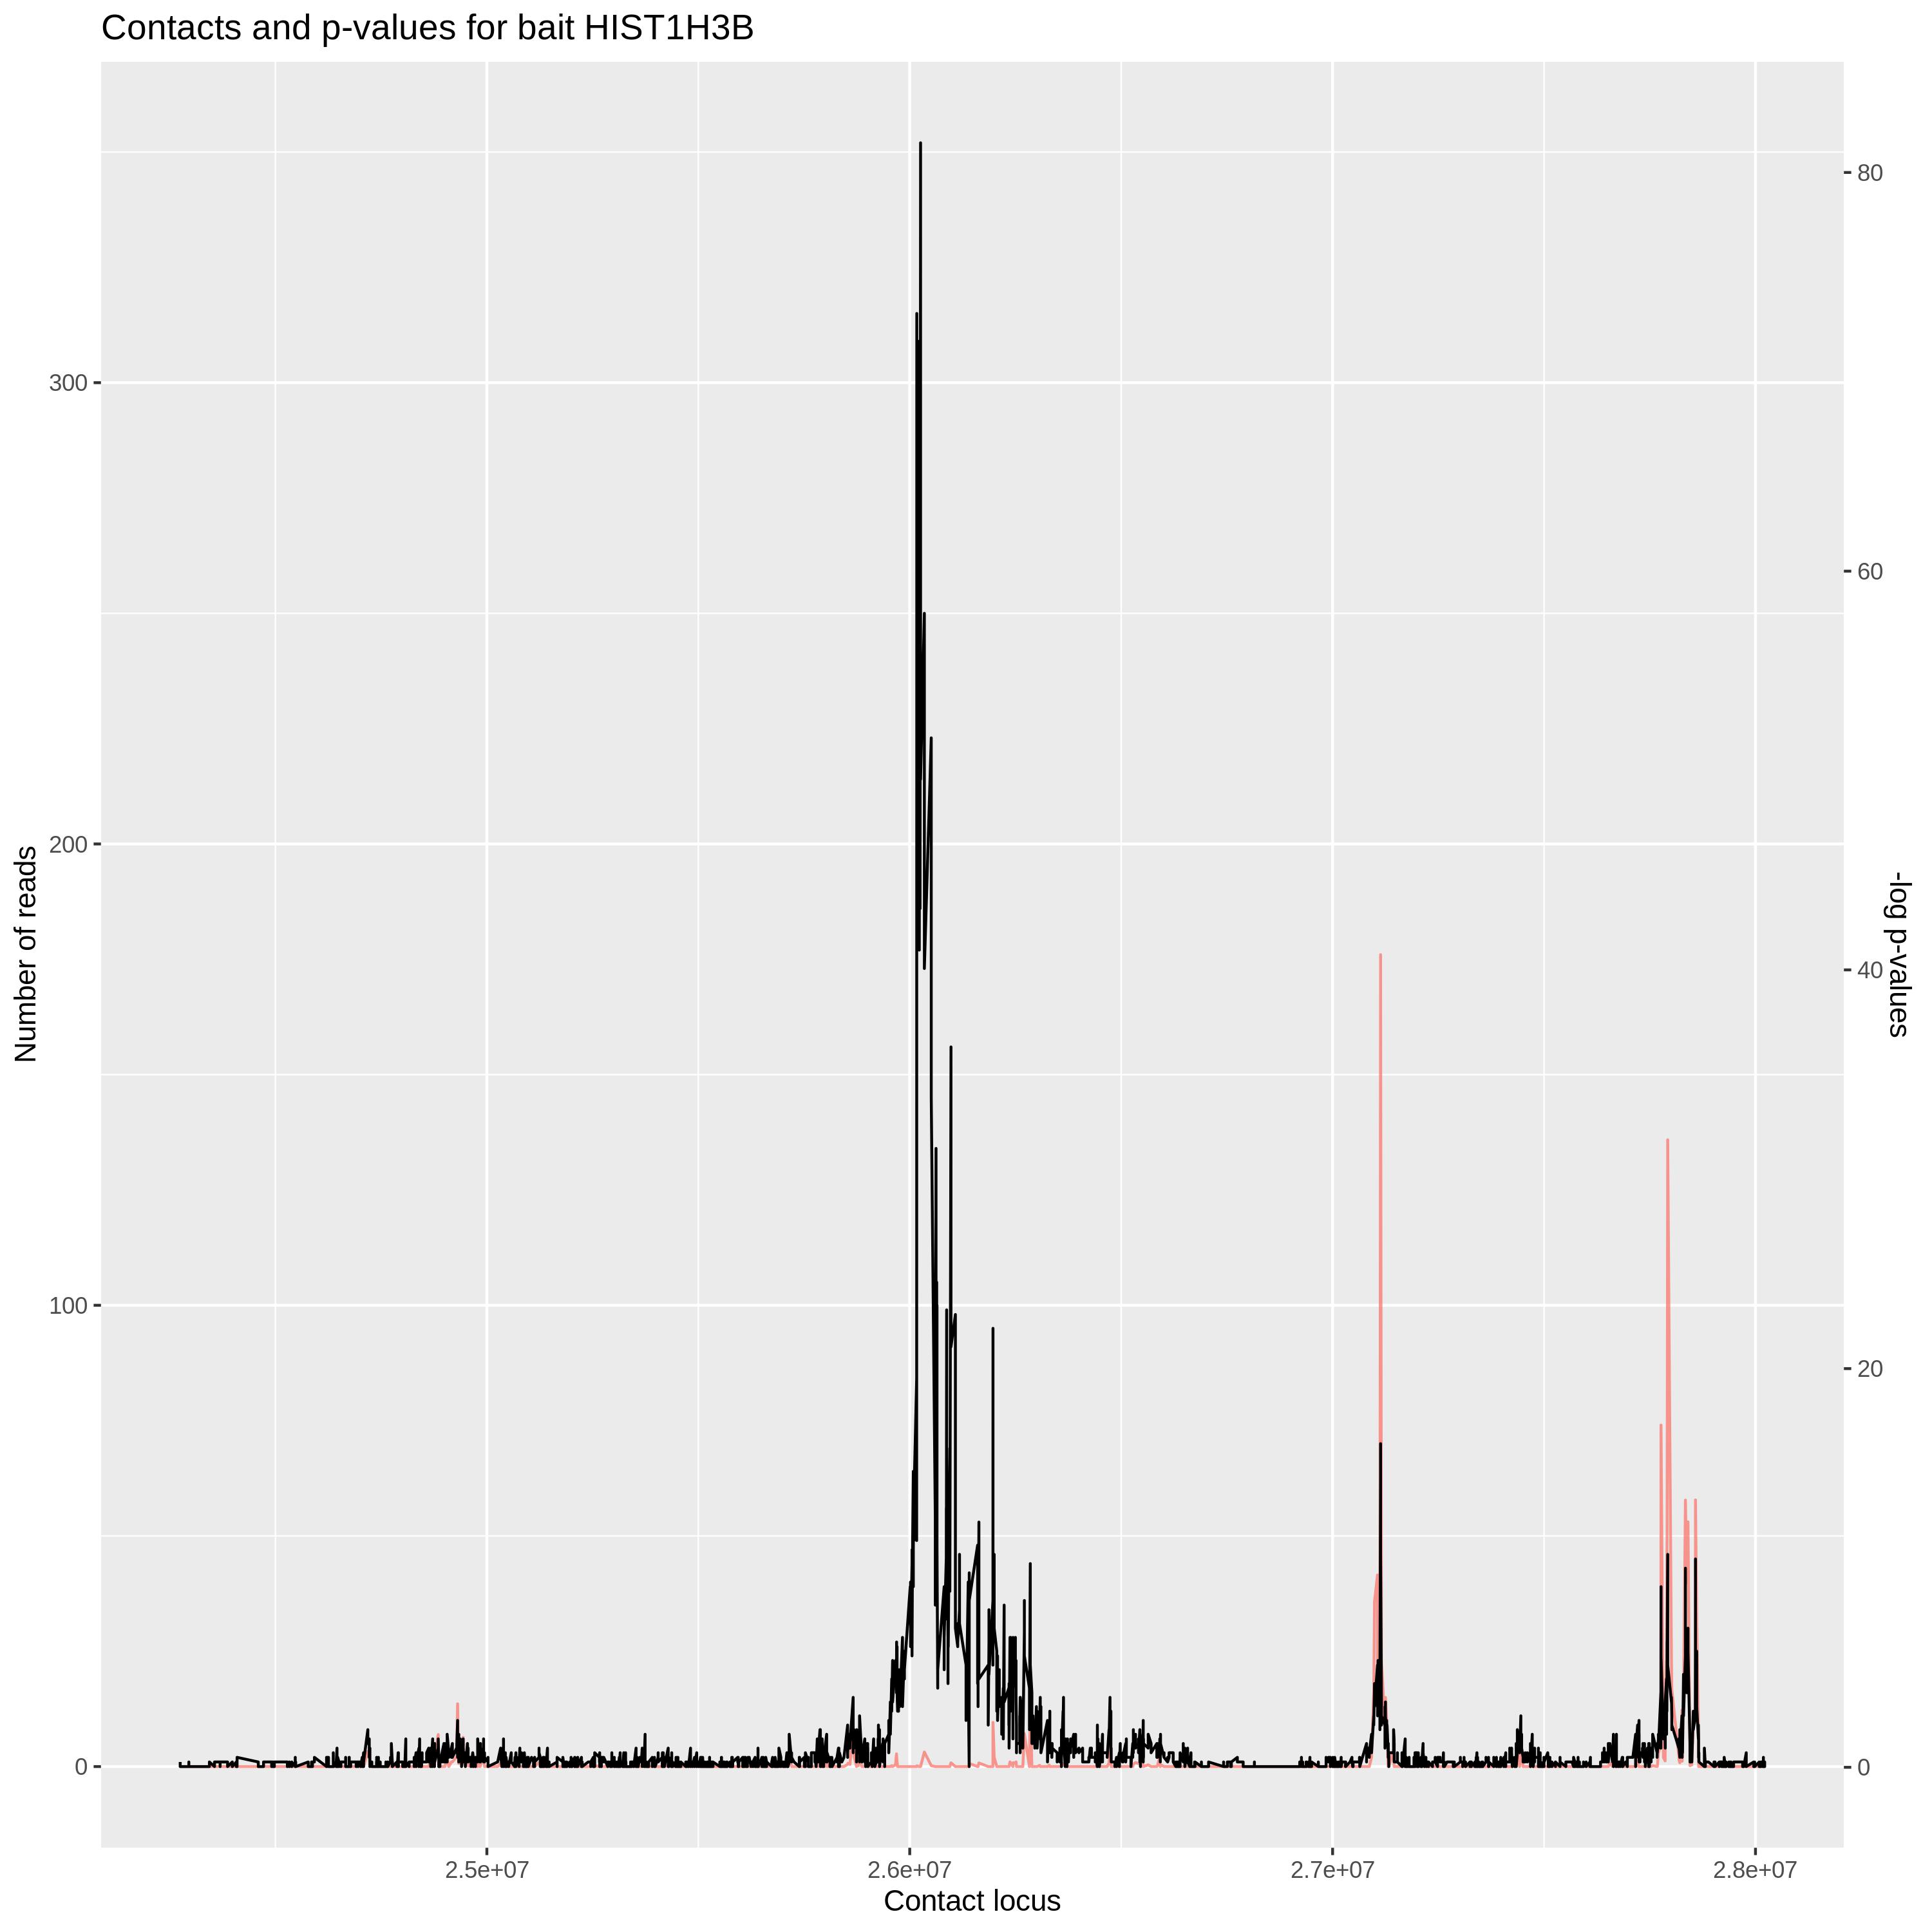 Contacts and p-values for bait HIST1H3B
300
200
100
0
Number of reads
80
60
40
20
0
-log p-values
2.5e+07
2.6e+07
2.7e+07
2.8e+07
Contact locus